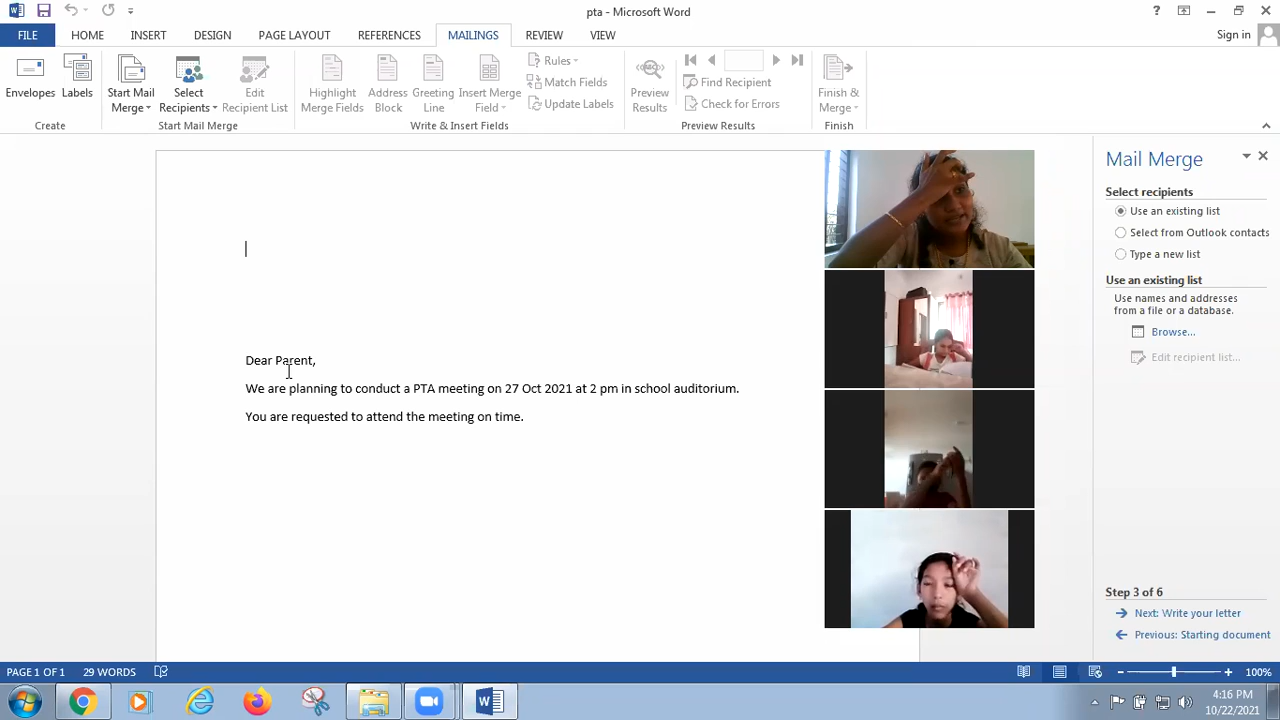 pta - Microsoft Word
?
FILE HOME INSERT DESIGN PAGE LAYOUT REFERENCES MAILINGS REVIEW VIEW Sign in
Envelopes
Labels
Create
Start Mail
Merge
Select
Recipients
Edit
Recipient List
Start Mail Merge
Highlight
Merge Fields
Address
Block
Greeting
Line
Insert Merge
Field
Rules
Match Fields
Update Labels
Write & Insert Fields
Preview
Results
Find Recipient
Check for Errors
Preview Results
Finish &
Merge
Finish
Dear Parent,
We are planning to conduct a PTA meeting on 27 Oct 2021 at 2 pm in school auditorium.
You are requested to attend the meeting on time.
Mail Merge
Select recipients
Use an existing list
Select from Outlook contacts
Type a new list
Use an existing list
Use names and addresses
from a file or a database.
Browse...
Edit recipient list...
Step 3 of 6
Next: Write your letter
Previous: Starting document
PAGE 1 OF 1 29 WORDS 100%
4:16 PM
10/22/2021